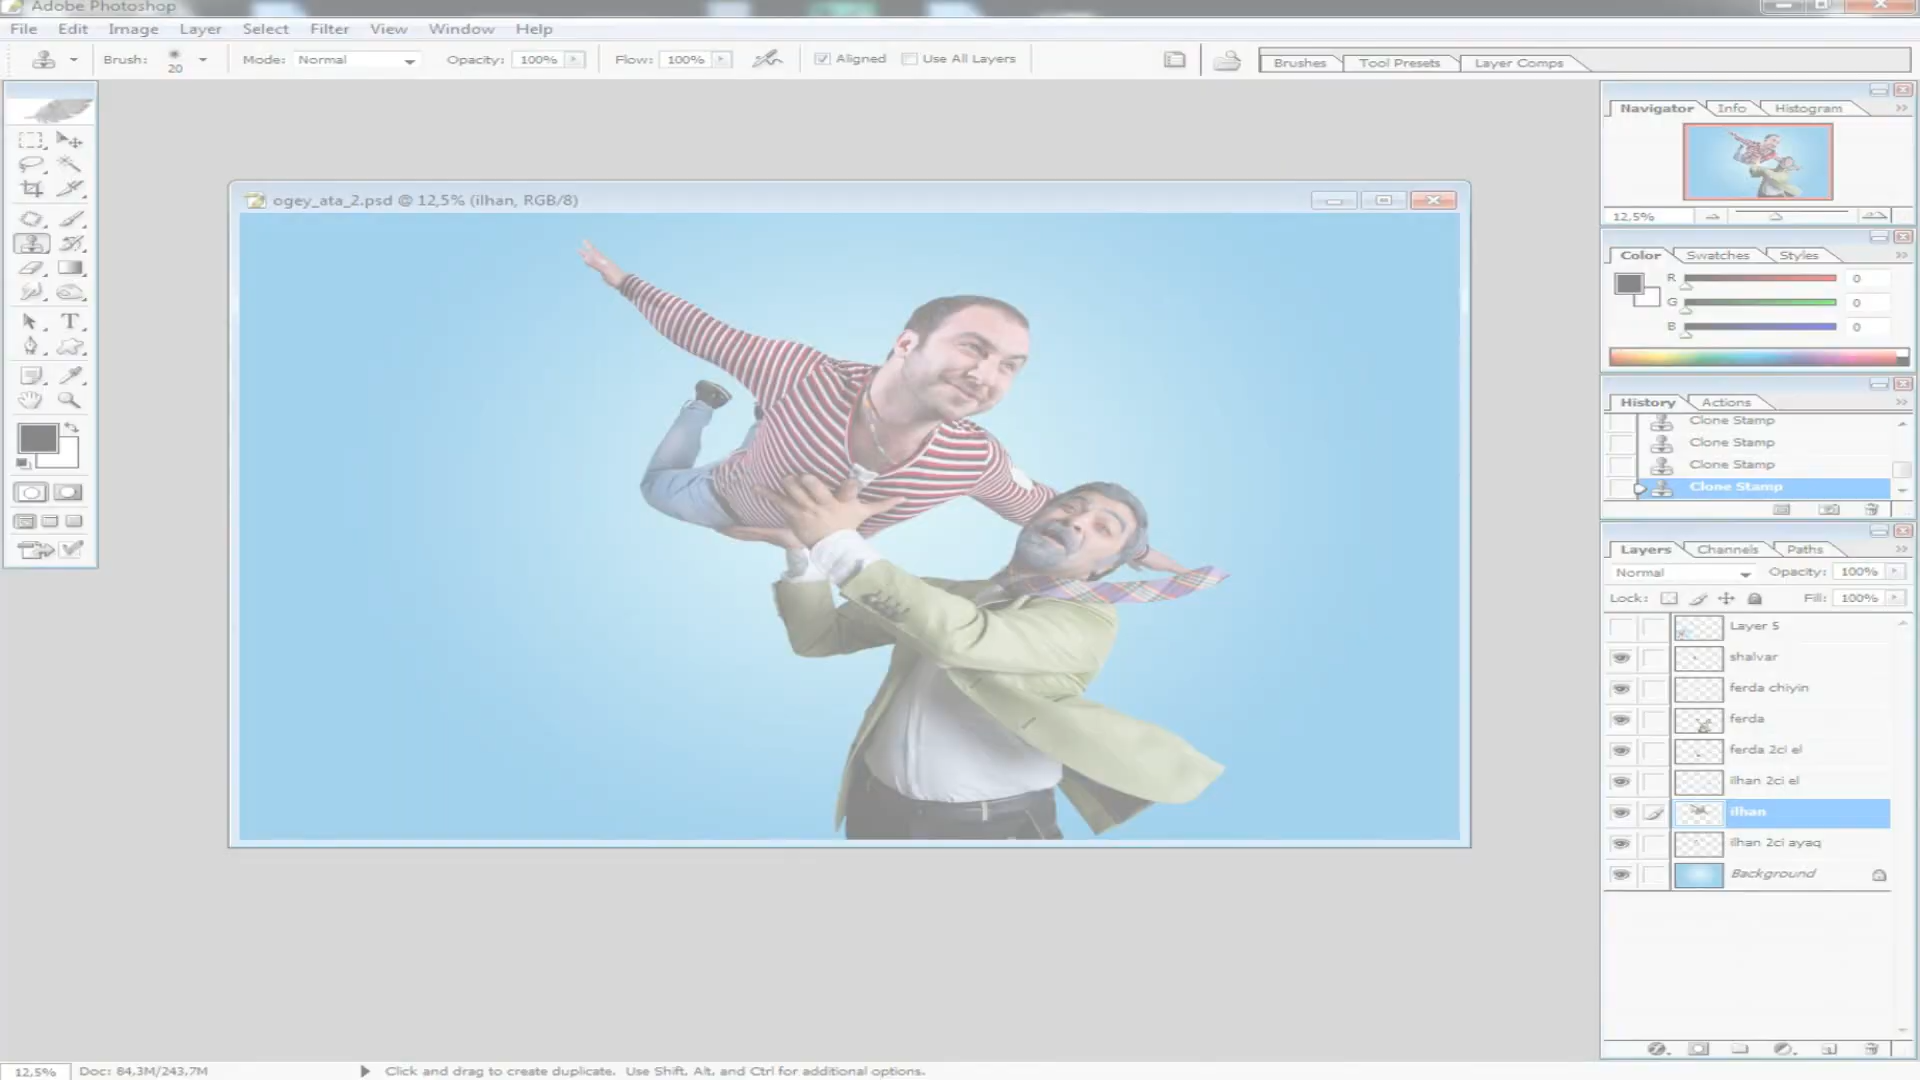 Adobe Photoshop
File Edit Image Layer Select Filter View Window Help
Brush: 20 Mode: Normal Opacity: 100% Flow: 100% Aligned Use All Layers Brushes Tool Presets Layer Comps
ogey_ata_2.psd @ 12,5% (ilhan, RGB/8)
Navigator Info Histogram
12,5%
Color Swatches Styles
R 0
G 0
B 0
History Actions
Clone Stamp
Clone Stamp
Clone Stamp
Clone Stamp
Layers Channels Paths
Normal Opacity: 100%
Lock: Fill: 100%
Layer 5
shalvar
ferda chiyin
ferda
ferda 2ci el
ilhan 2ci el
ilhan
ilhan 2ci ayaq
Background
12,5% Doc: 84,3M/243,7M Click and drag to create duplicate. Use Shift, Alt, and Ctrl for additional options.